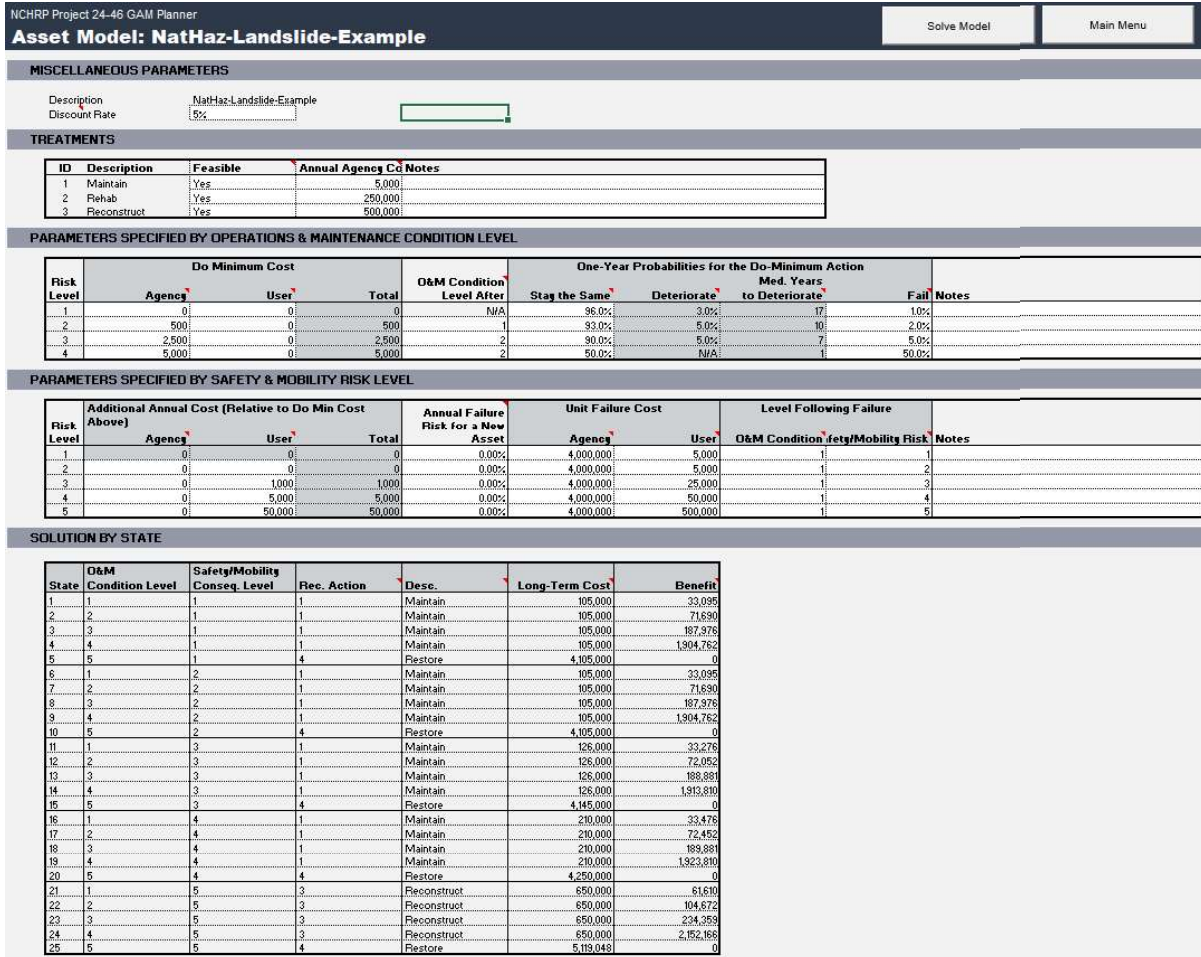 NCHRP Project 24-46 GAM Planner
Asset Model: NatHaz-Landslide-Example
Solve Model
Main Menu
MISCELLANEOUS PARAMETERS
Description NatHaz-Landslide-Example
Discount Rate 5%
TREATMENTS
ID Description Feasible Annual Agency Co Notes
1 Maintain Yes 5,000
2 Rehab Yes 250,000
3 Reconstruct Yes 500,000
PARAMETERS SPECIFIED BY OPERATIONS & MAINTENANCE CONDITION LEVEL
Do Minimum Cost One-Year Probabilities for the Do-Minimum Action
Risk O&M Condition Med. Years
Level Agency User Total Level After Stay the Same Deteriorate to Deteriorate Fail Notes
1 0 0 0 N/A 96.0% 3.0% 17 1.0%
2 500 0 500 1 93.0% 5.0% 10 2.0%
3 2,500 0 2,500 2 90.0% 5.0% 7 5.0%
4 5,000 0 5,000 2 50.0% N/A 1 50.0%
PARAMETERS SPECIFIED BY SAFETY & MOBILITY RISK LEVEL
Additional Annual Cost (Relative to Do Min Cost Annual Failure Unit Failure Cost Level Following Failure
Risk Above) Risk for a New
Level Agency User Total Asset Agency User O&M Condition fety/Mobility Risk Notes
1 0 0 0 0.00% 4,000,000 5,000 1 1
2 0 0 0 0.00% 4,000,000 5,000 1 2
3 0 1,000 1,000 0.00% 4,000,000 25,000 1 3
4 0 5,000 5,000 0.00% 4,000,000 50,000 1 4
5 0 50,000 50,000 0.00% 4,000,000 500,000 1 5
SOLUTION BY STATE
O&M Safety/Mobility
State Condition Level Conseq. Level Rec. Action Desc. Long-Term Cost Benefit
1 1 1 1 Maintain 105,000 33,095
2 2 1 1 Maintain 105,000 71,690
3 3 1 1 Maintain 105,000 187,976
4 4 1 1 Maintain 105,000 1,904,762
5 5 1 4 Restore 4,105,000 0
6 1 2 1 Maintain 105,000 33,095
7 2 2 1 Maintain 105,000 71,690
8 3 2 1 Maintain 105,000 187,976
9 4 2 1 Maintain 105,000 1,904,762
10 5 2 4 Restore 4,105,000 0
11 1 3 1 Maintain 126,000 33,276
12 2 3 1 Maintain 126,000 72,052
13 3 3 1 Maintain 126,000 188,881
14 4 3 1 Maintain 126,000 1,913,810
15 5 3 4 Restore 4,145,000 0
16 1 4 1 Maintain 210,000 33,476
17 2 4 1 Maintain 210,000 72,452
18 3 4 1 Maintain 210,000 189,881
19 4 4 1 Maintain 210,000 1,923,810
20 5 4 4 Restore 4,250,000 0
21 1 5 3 Reconstruct 650,000 61,610
22 2 5 3 Reconstruct 650,000 104,672
23 3 5 3 Reconstruct 650,000 234,359
24 4 5 3 Reconstruct 650,000 2,152,166
25 5 5 4 Restore 5,119,048 0